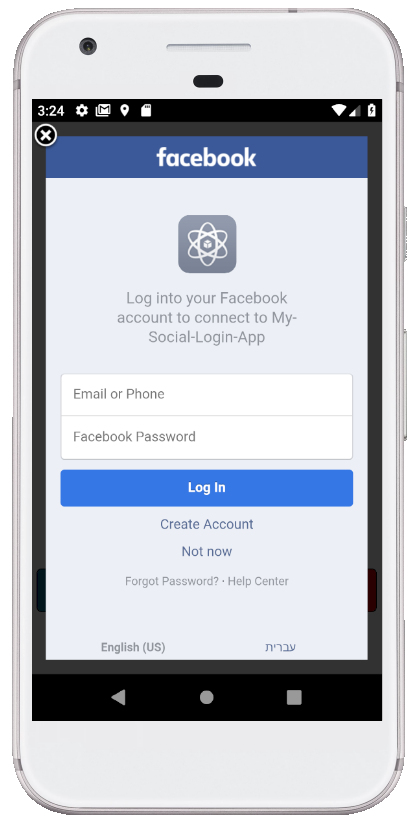 3:24
facebook
Log into your Facebook
account to connect to My-
Social-Login-App
Email or Phone
Facebook Password
Log In
Create Account
Not now
Forgot Password? · Help Center
English (US) עברית